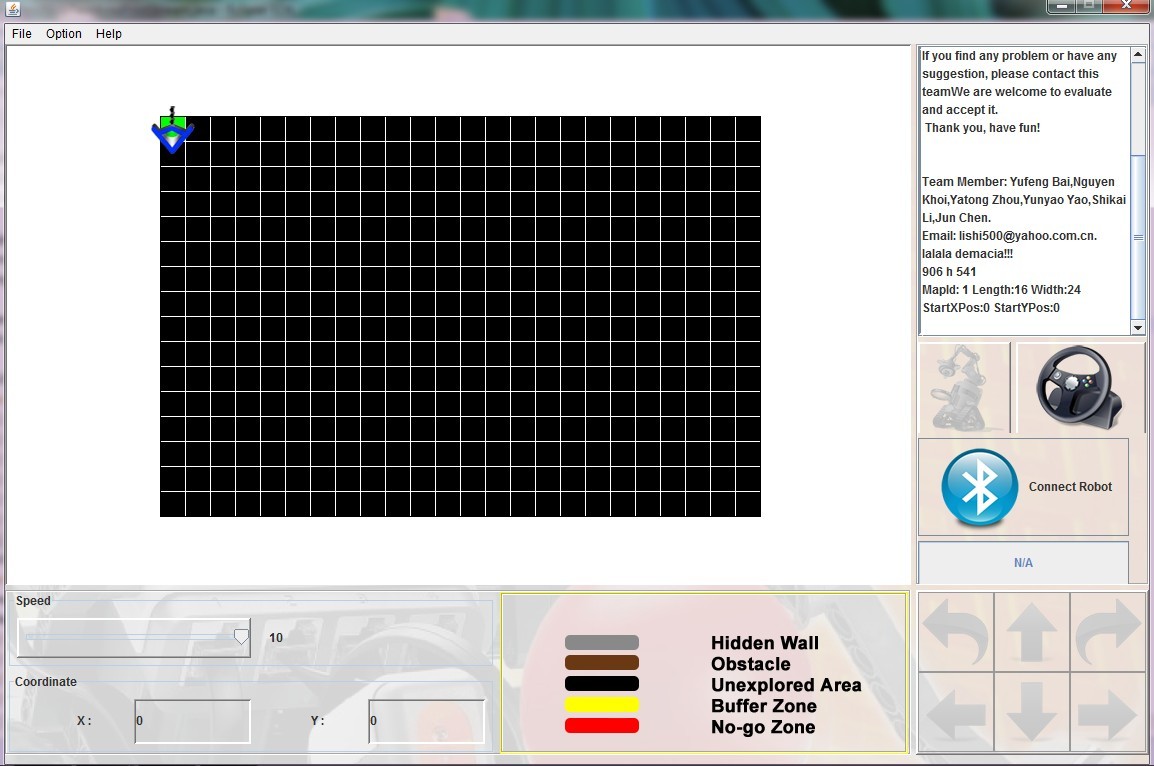 File Option Help
If you find any problem or have any
suggestion, please contact this
teamWe are welcome to evaluate
and accept it.
Thank you, have fun!
Team Member: Yufeng Bai,Nguyen
Khoi,Yatong Zhou,Yunyao Yao,Shikai
Li,Jun Chen.
Email: lishi500@yahoo.com.cn.
lalala demacia!!!
906 h 541
MapId: 1 Length:16 Width:24
StartXPos:0 StartYPos:0
Connect Robot
N/A
Speed
10
Coordinate
X: 0 Y: 0
Hidden Wall
Obstacle
Unexplored Area
Buffer Zone
No-go Zone